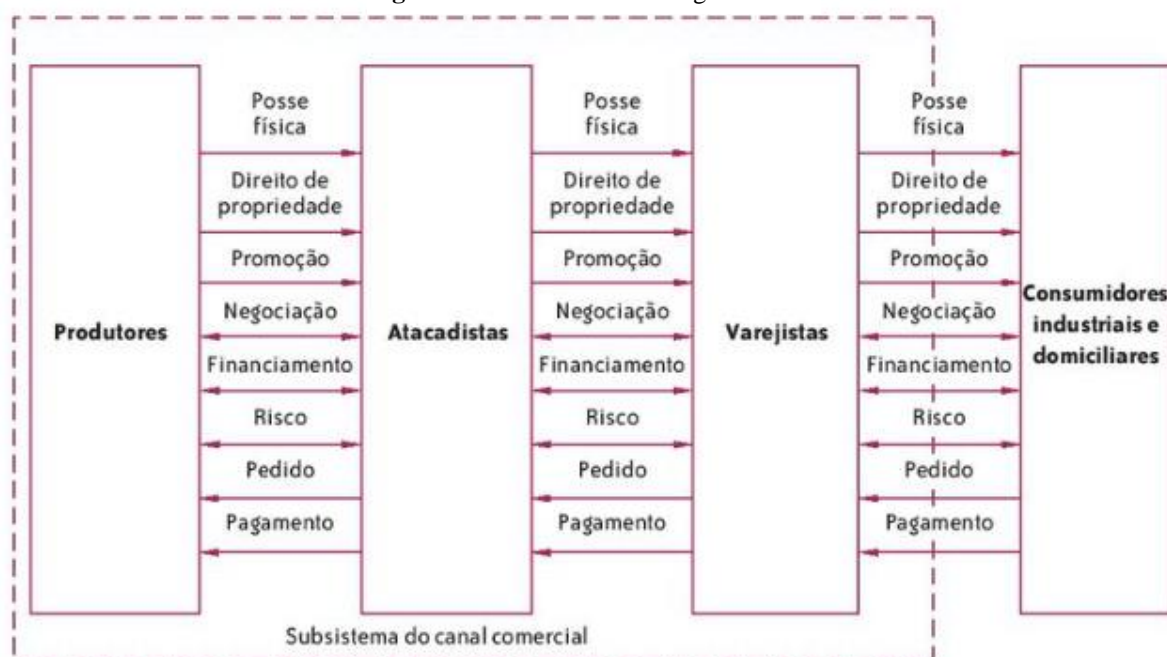 Posse
física
Posse
física
Posse
física
Direito de
propriedade
Direito de
propriedade
Direito de
propriedade
Promoção
Promoção
Promoção
Produtores
Negociação
Atacadistas
Negociação
Varejistas
Negociação
Consumidores
industriais e
domiciliares
Financiamento
Financiamento
Financiamento
Risco
Risco
Risco
Pedido
Pedido
Pedido
Pagamento
Pagamento
Pagamento
Subsistema do canal comercial